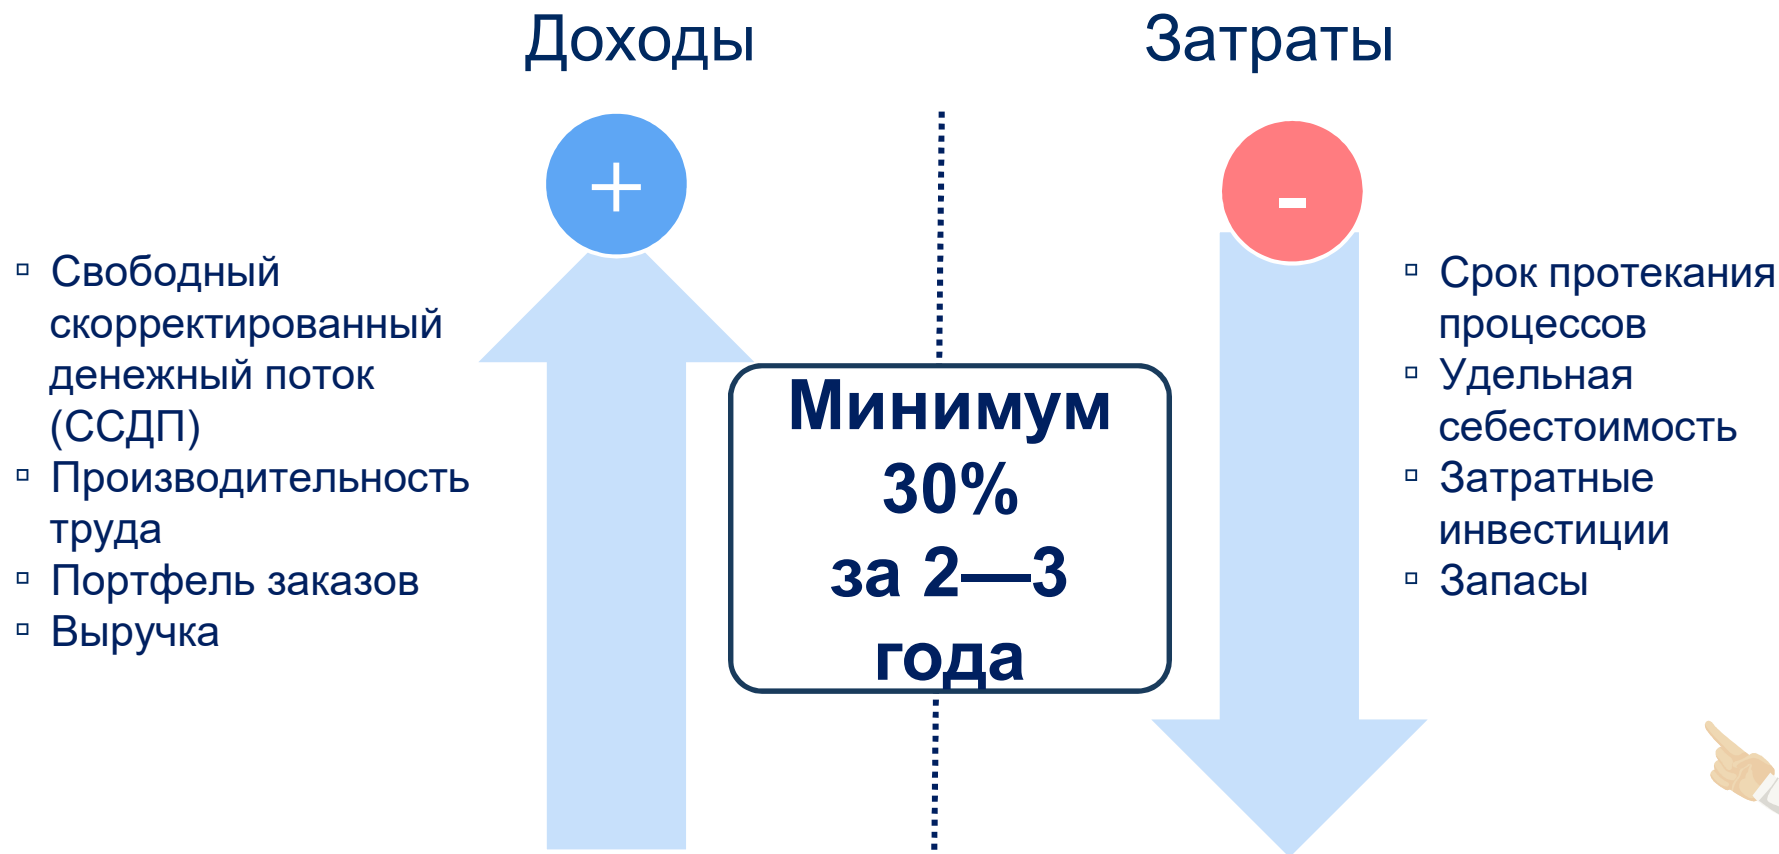 Доходы
Затраты
+
-
▫ Свободный
скорректированный
денежный поток
(ССДП)
▫ Производительность
труда
▫ Портфель заказов
▫ Выручка
Минимум
30%
за 2—3
года
▫ Срок протекания
процессов
▫ Удельная
себестоимость
▫ Затратные
инвестиции
▫ Запасы